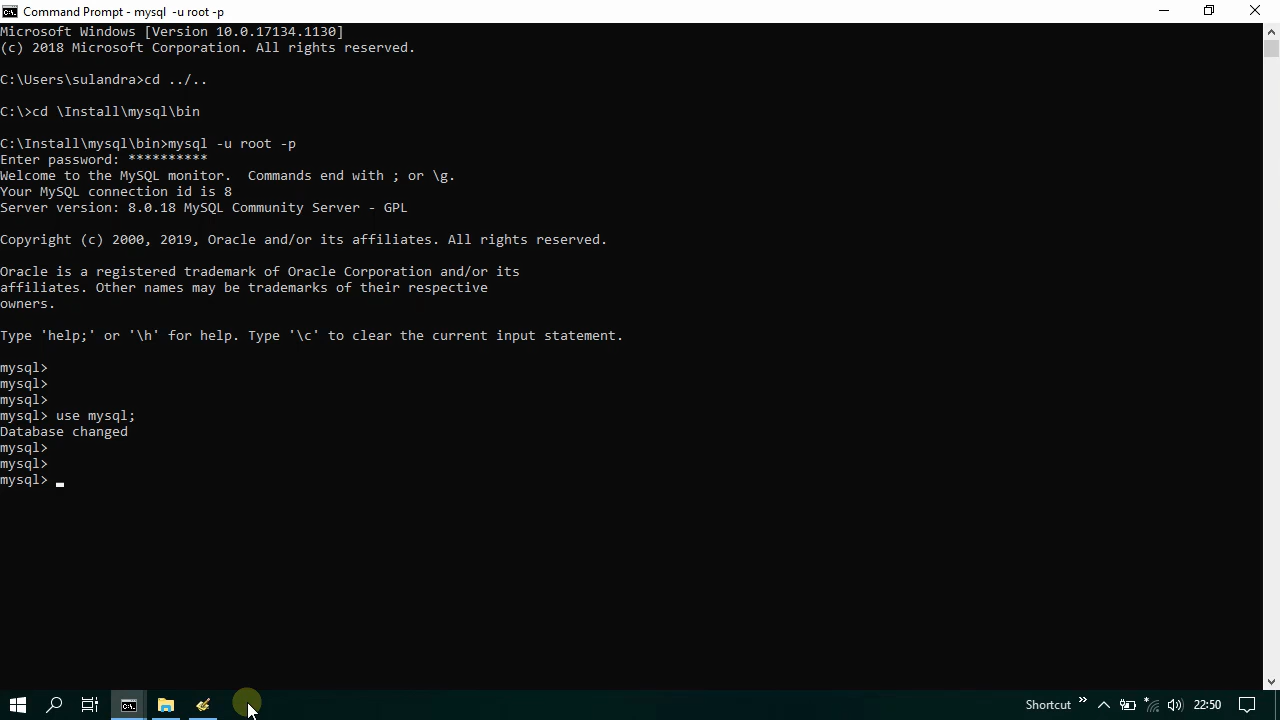 Command Prompt - mysql -u root -p
Microsoft Windows [Version 10.0.17134.1130]
(c) 2018 Microsoft Corporation. All rights reserved.
C:\Users\sulandra>cd ../..
C:\>cd \Install\mysql\bin
C:\Install\mysql\bin>mysql -u root -p
Enter password: **********
Welcome to the MySQL monitor.  Commands end with ; or \g.
Your MySQL connection id is 8
Server version: 8.0.18 MySQL Community Server - GPL
Copyright (c) 2000, 2019, Oracle and/or its affiliates. All rights reserved.
Oracle is a registered trademark of Oracle Corporation and/or its
affiliates. Other names may be trademarks of their respective
owners.
Type 'help;' or '\h' for help. Type '\c' to clear the current input statement.
mysql>
mysql>
mysql>
mysql> use mysql;
Database changed
mysql>
mysql>
mysql>
Shortcut
22:50